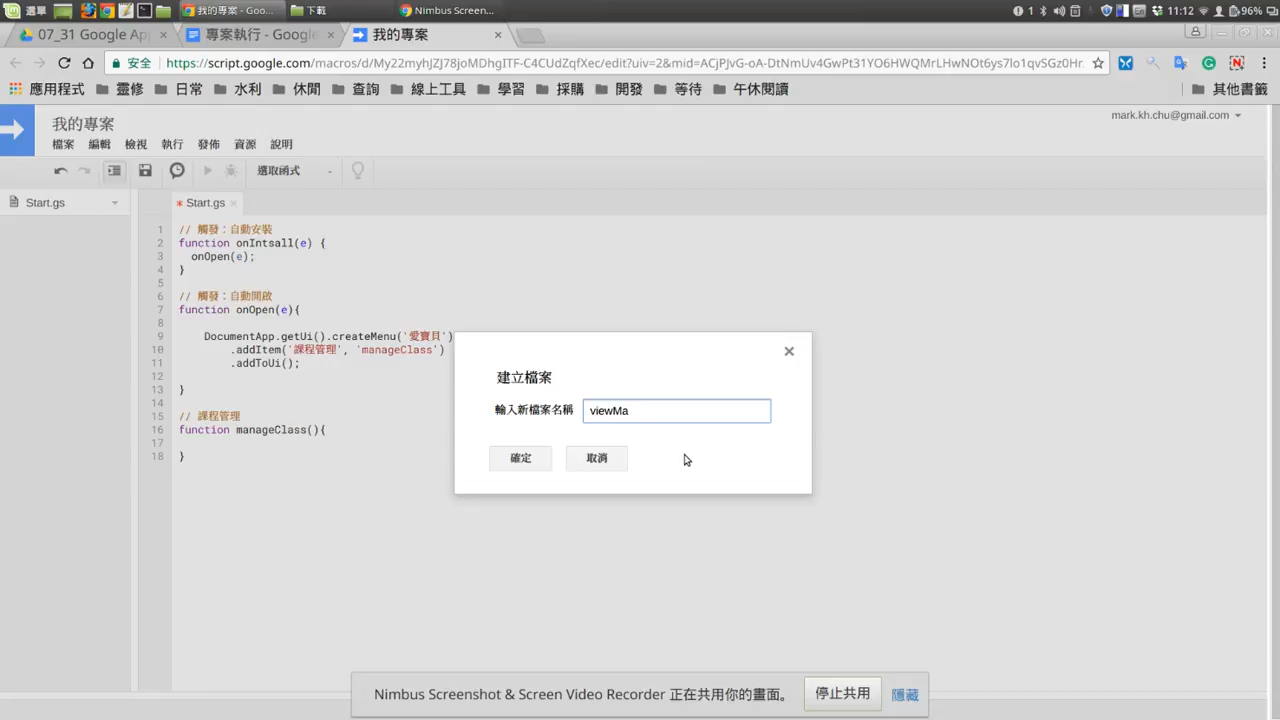 選單
我的專案 - Goo...
下載
Nimbus Screen...
1
En
11:12
96%
07_31 Google Ap
專案執行 - Google
我的專案
安全
https://script.google.com/macros/d/My22myhJZJ78joMDhgITF-C4CUdZqfXec/edit?uiv=2&mid=ACjPJvG-oA-DtNmUv4GwPt31YO6HWQMrLHwNOt6ys7lo1qvSGz0Hr.
應用程式 靈修 日常 水利 休閒 查詢 線上工具 學習 採購 開發 等待 午休閱讀 其他書籤
我的專案
mark.kh.chu@gmail.com
檔案 編輯 檢視 執行 發佈 資源 說明
選取函式
Start.gs
* Start.gs
1 // 觸發：自動安裝
2 function onIntsall(e) {
3 onOpen(e);
4 }
5
6 // 觸發：自動開啟
7 function onOpen(e){
8
9 DocumentApp.getUi().createMenu('愛寶貝')
10 .addItem('課程管理', 'manageClass')
11 .addToUi();
12
13 }
14
15 // 課程管理
16 function manageClass(){
17
18 }
建立檔案
輸入新檔案名稱 viewMa
確定 取消
Nimbus Screenshot & Screen Video Recorder 正在共用你的畫面。 停止共用 隱藏